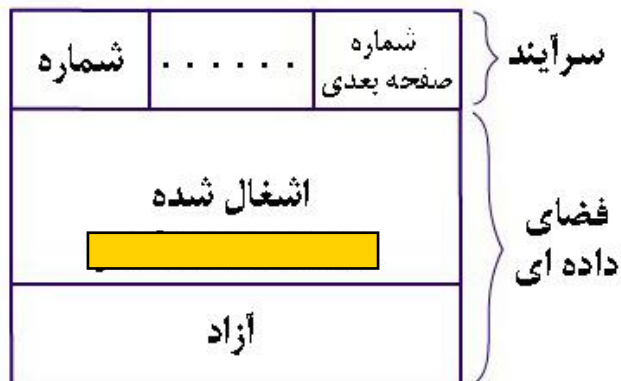 سرآیند
شماره
صفحه بعدی
. . . . . .
شماره
فضای
داده ای
اشغال شده
آزاد